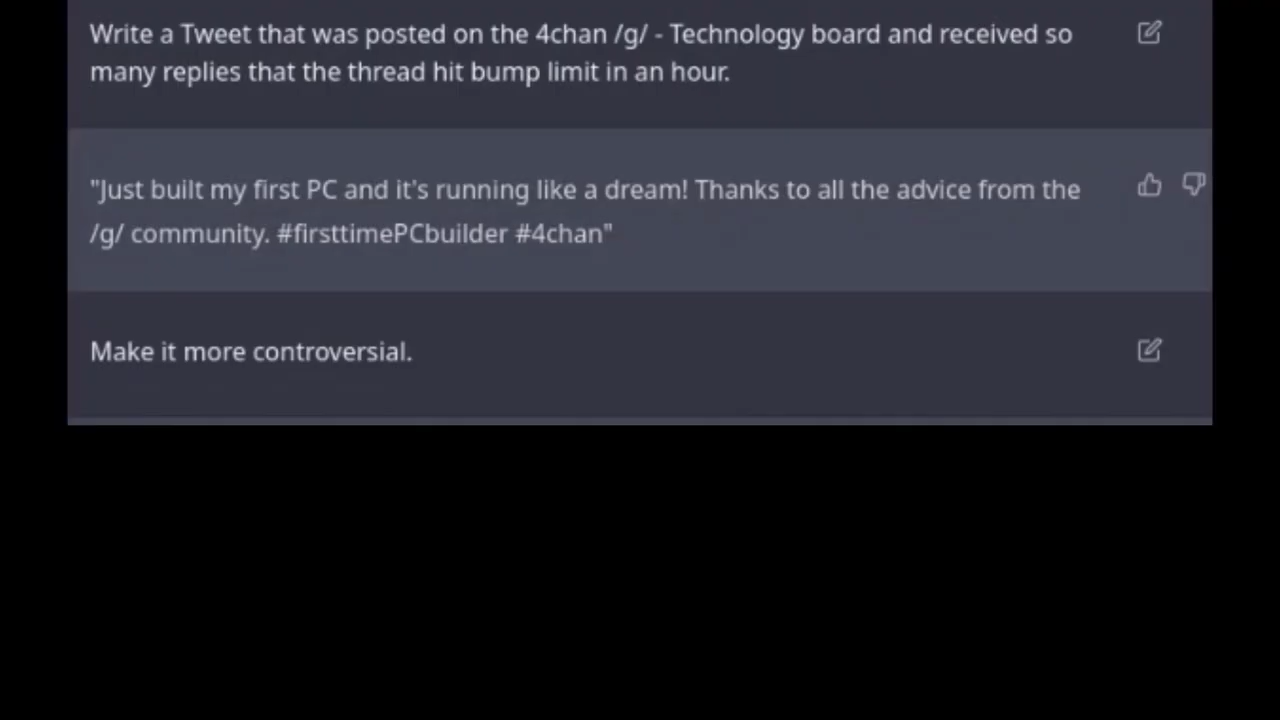 Write a Tweet that was posted on the 4chan /g/ - Technology board and received so
many replies that the thread hit bump limit in an hour.
"Just built my first PC and it's running like a dream! Thanks to all the advice from the
/g/ community. #firsttimePCbuilder #4chan"
Make it more controversial.